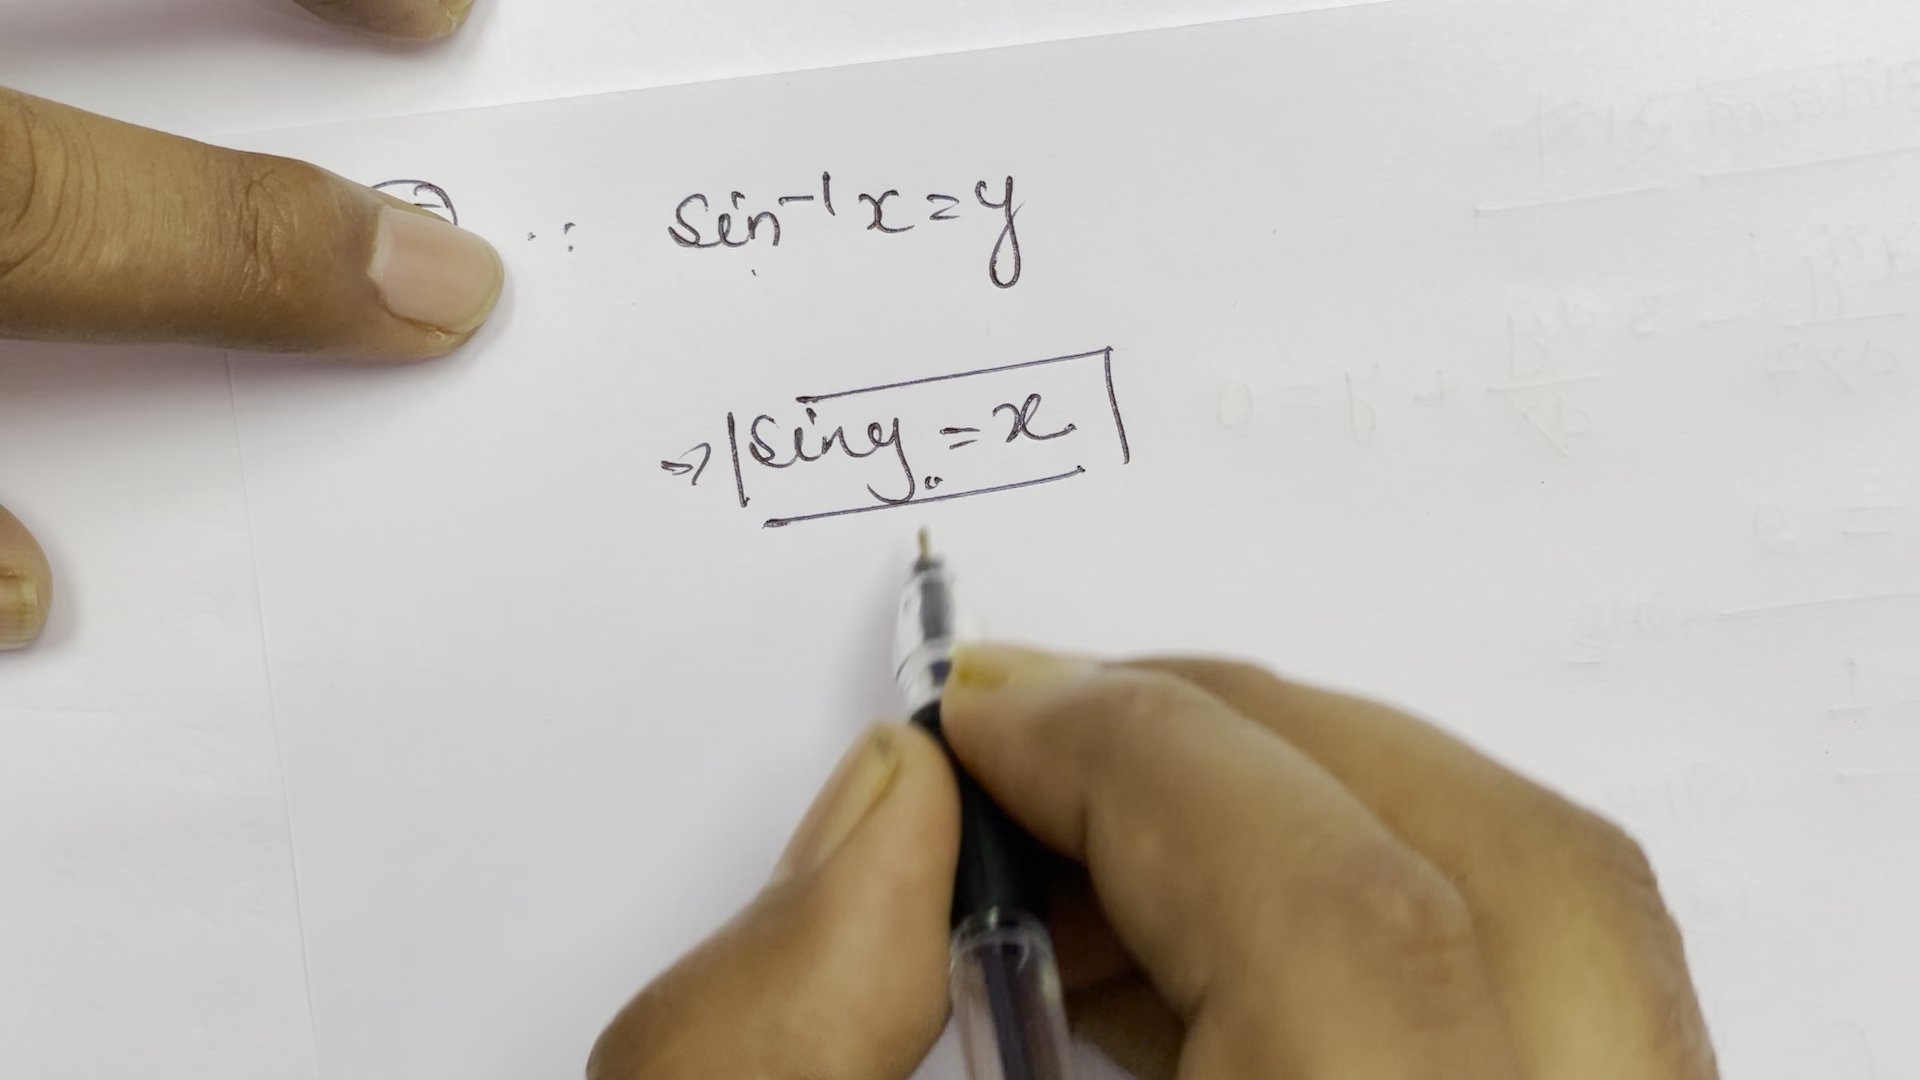 ∵ sin⁻¹x = y
⇒ sin y = x